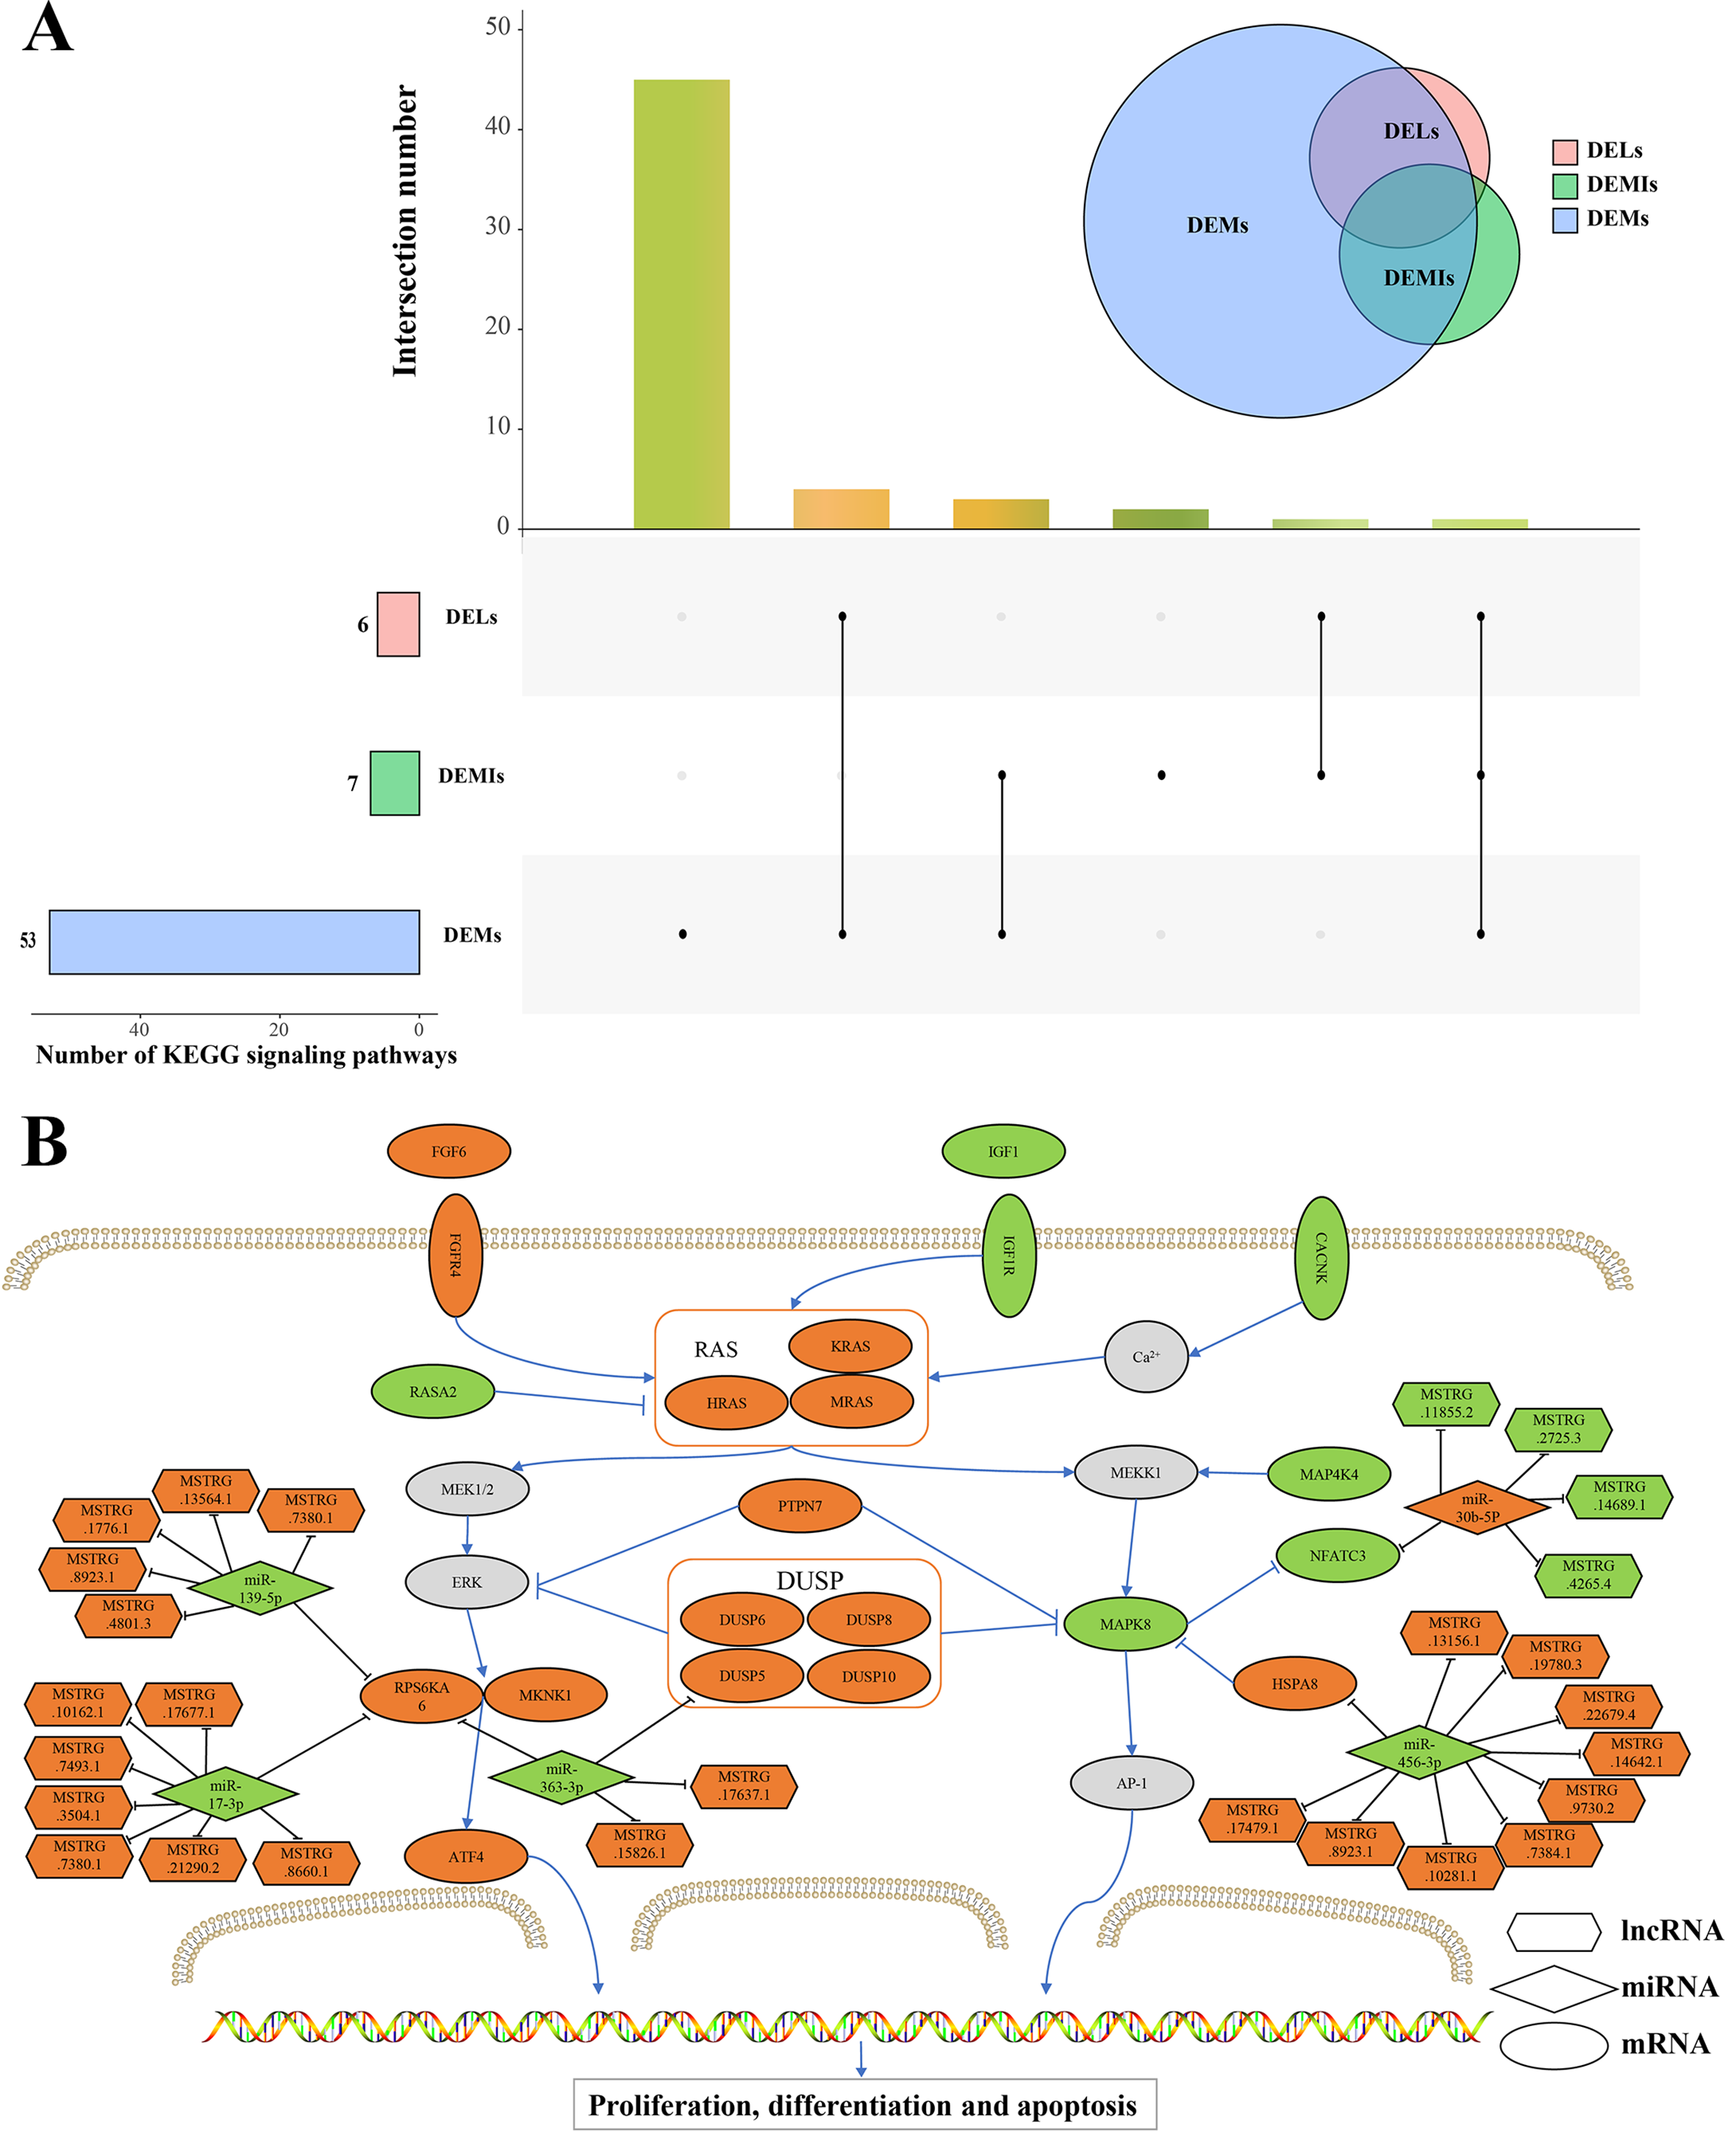 A
Intersection number
50
40
30
20
10
0
DEMs
DELs
DEMIs
DELs
DEMIs
DEMs
6
DELs
7
DEMIs
53
DEMs
40
20
0
Number of KEGG signaling pathways
B
FGF6
IGF1
FGFR4
IGF1R
CACNK
RAS
KRAS
HRAS
MRAS
Ca²⁺
RASA2
MEK1/2
MEKK1
MAP4K4
PTPN7
ERK
NFATC3
DUSP
DUSP6
DUSP8
DUSP5
DUSP10
MAPK8
HSPA8
RPS6KA
6
MKNK1
ATF4
AP-1
MSTRG
.11855.2
MSTRG
.2725.3
MSTRG
.14689.1
MSTRG
.4265.4
miR-
30b-5P
MSTRG
.13564.1
MSTRG
.1776.1
MSTRG
.7380.1
MSTRG
.8923.1
MSTRG
.4801.3
miR-
139-5p
MSTRG
.10162.1
MSTRG
.17677.1
MSTRG
.7493.1
MSTRG
.3504.1
MSTRG
.7380.1
MSTRG
.21290.2
MSTRG
.8660.1
miR-
17-3p
miR-
363-3p
MSTRG
.17637.1
MSTRG
.15826.1
MSTRG
.13156.1
MSTRG
.19780.3
MSTRG
.22679.4
MSTRG
.14642.1
MSTRG
.9730.2
MSTRG
.7384.1
MSTRG
.10281.1
MSTRG
.8923.1
MSTRG
.17479.1
miR-
456-3p
lncRNA
miRNA
mRNA
Proliferation, differentiation and apoptosis